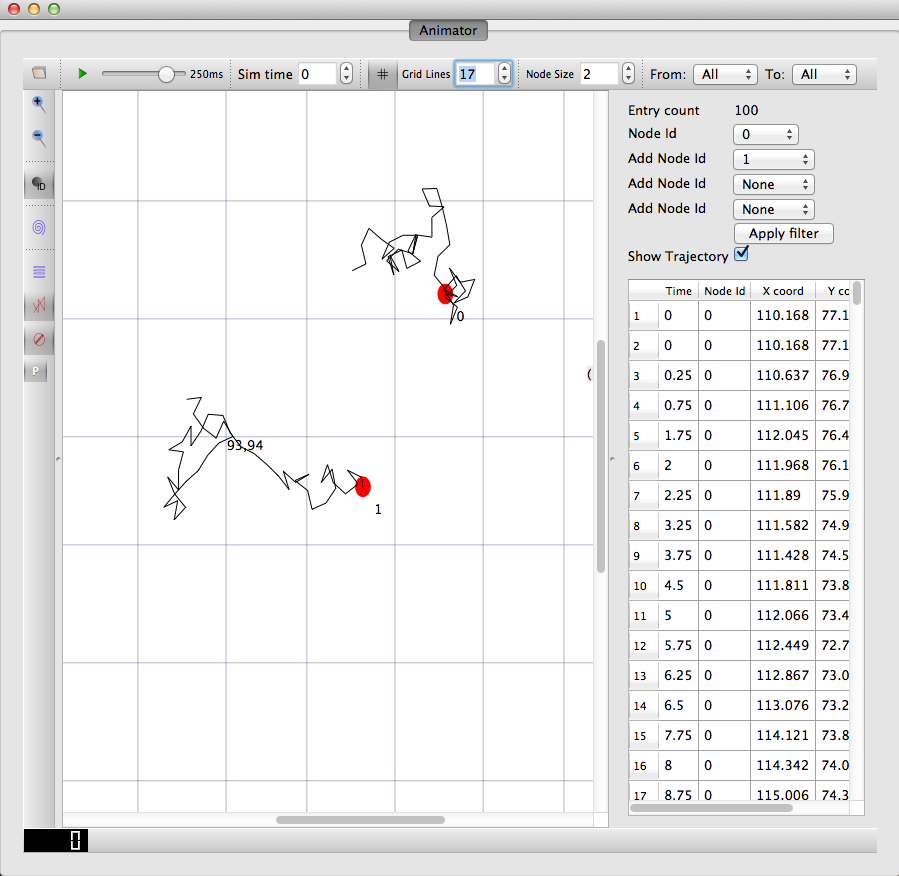 Animator
250ms Sim time 0 # Grid Lines 17 Node Size 2 From: All To: All
ID
P
0
93,94
1
(
Entry count 100
Node Id 0
Add Node Id 1
Add Node Id None
Add Node Id None
Apply filter
Show Trajectory
Time Node Id X coord Y co
1 0 0 110.168 77.1
2 0 0 110.168 77.1
3 0.25 0 110.637 76.9
4 0.75 0 111.106 76.7
5 1.75 0 112.045 76.4
6 2 0 111.968 76.1
7 2.25 0 111.89 75.9
8 3.25 0 111.582 74.9
9 3.75 0 111.428 74.5
10 4.5 0 111.811 73.8
11 5 0 112.066 73.4
12 5.75 0 112.449 72.7
13 6.25 0 112.867 73.0
14 6.5 0 113.076 73.2
15 7.75 0 114.121 73.8
16 8 0 114.342 74.0
17 8.75 0 115.006 74.3
0